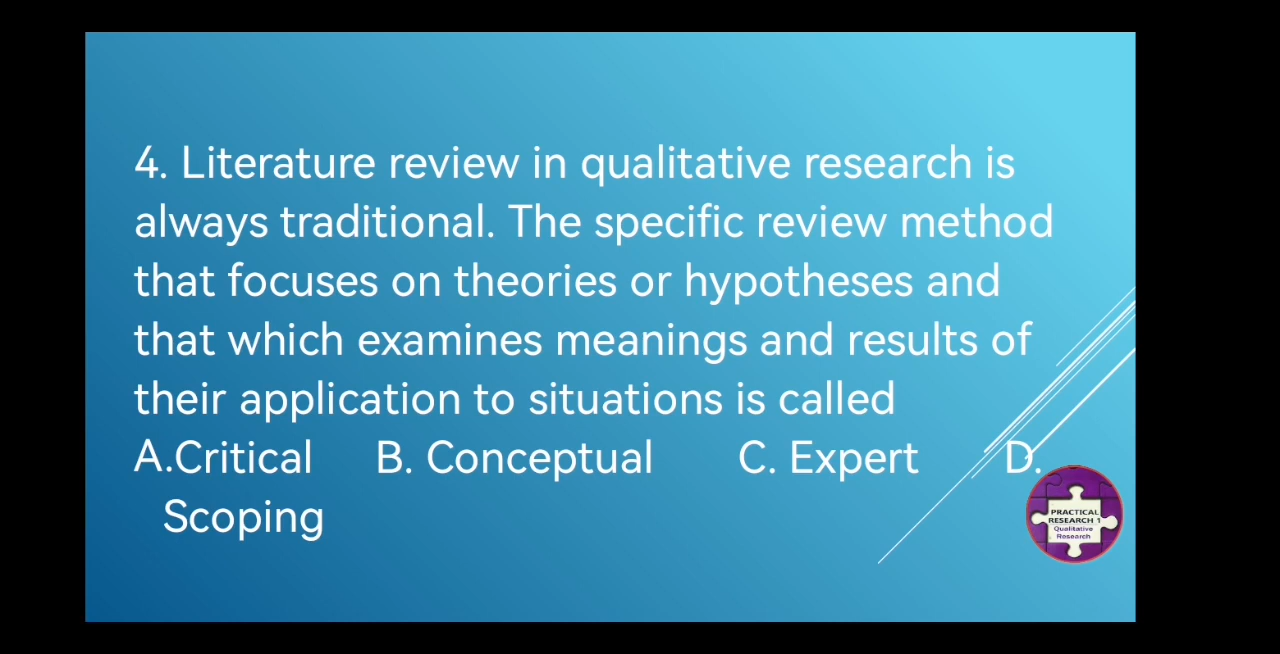 4. Literature review in qualitative research is
always traditional. The specific review method
that focuses on theories or hypotheses and
that which examines meanings and results of
their application to situations is called
A.Critical B. Conceptual C. Expert D.
Scoping
PRACTICAL
RESEARCH 1
Qualitative
Research